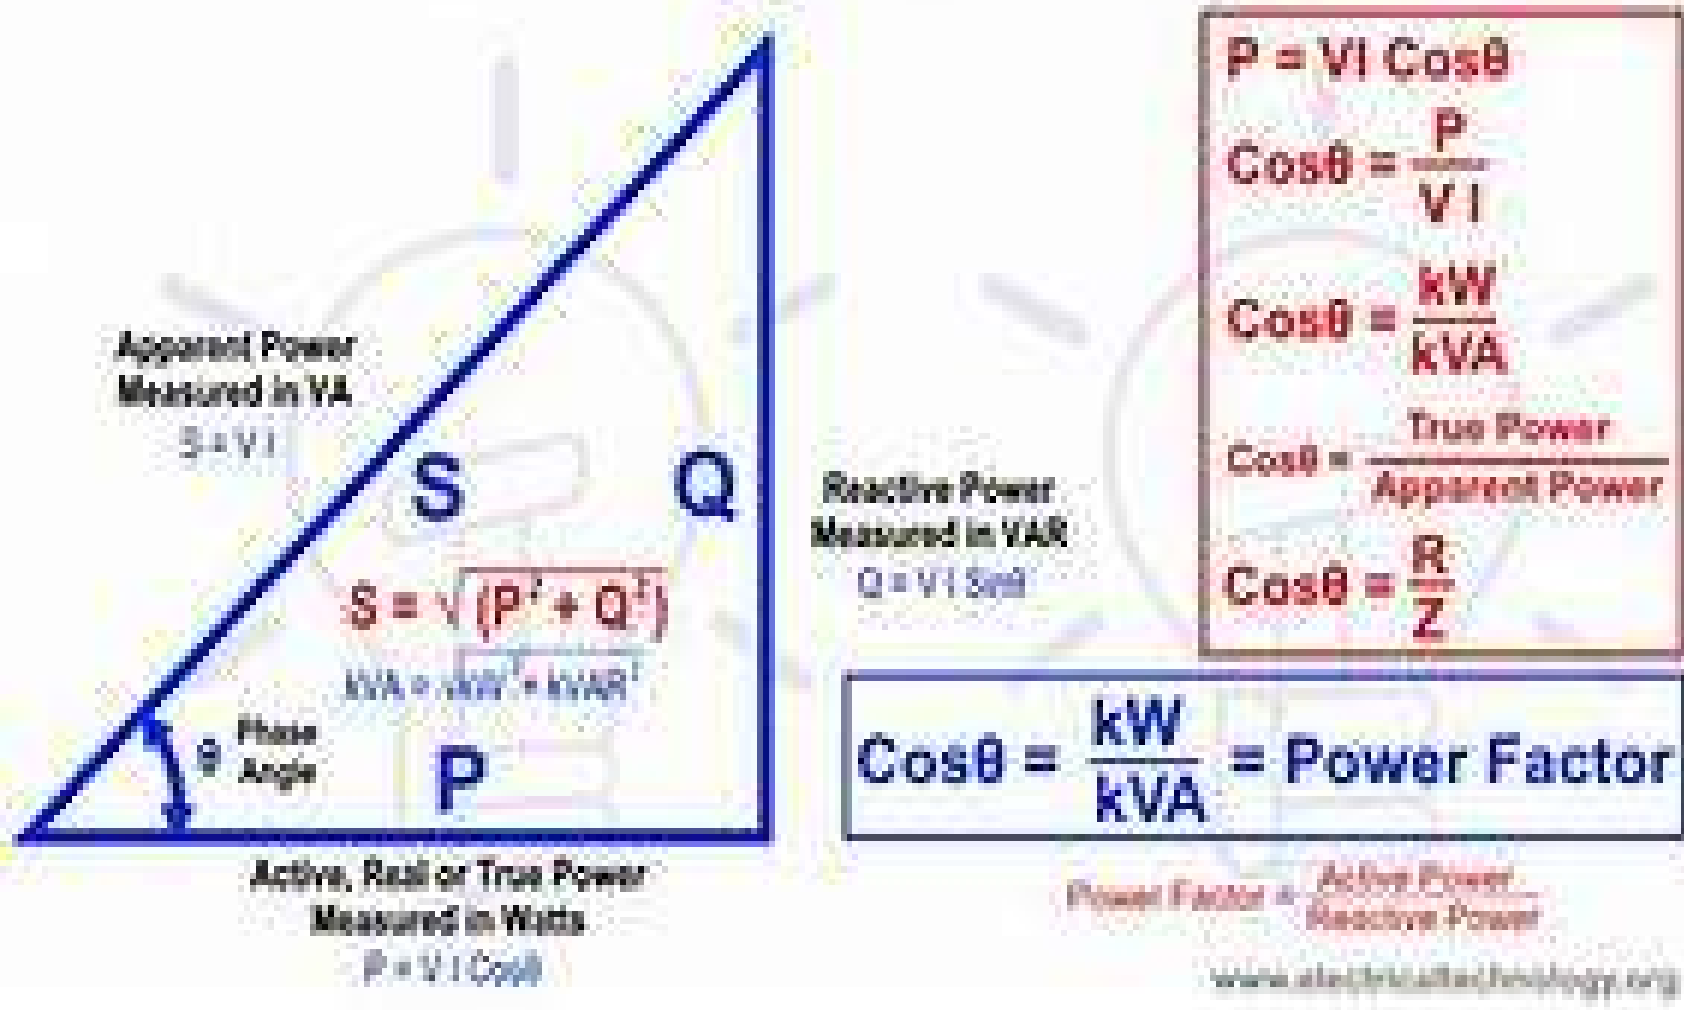 Apparent Power
Measured in VA
S = V I
S
Q
S = √(P² + Q²)
kVA = √kW² + kVAR²
θ Phase
Angle
P
Active, Real or True Power
Measured in Watts
P = V I Cosθ
Reactive Power
Measured in VAR
Q = V I Sinθ
P = VI Cosθ
Cosθ = P / V I
Cosθ = kW / kVA
Cosθ = True Power / Apparent Power
Cosθ = R / Z
Cosθ = kW / kVA = Power Factor
Power Factor = Active Power / Reactive Power
www.electricaltechnology.org